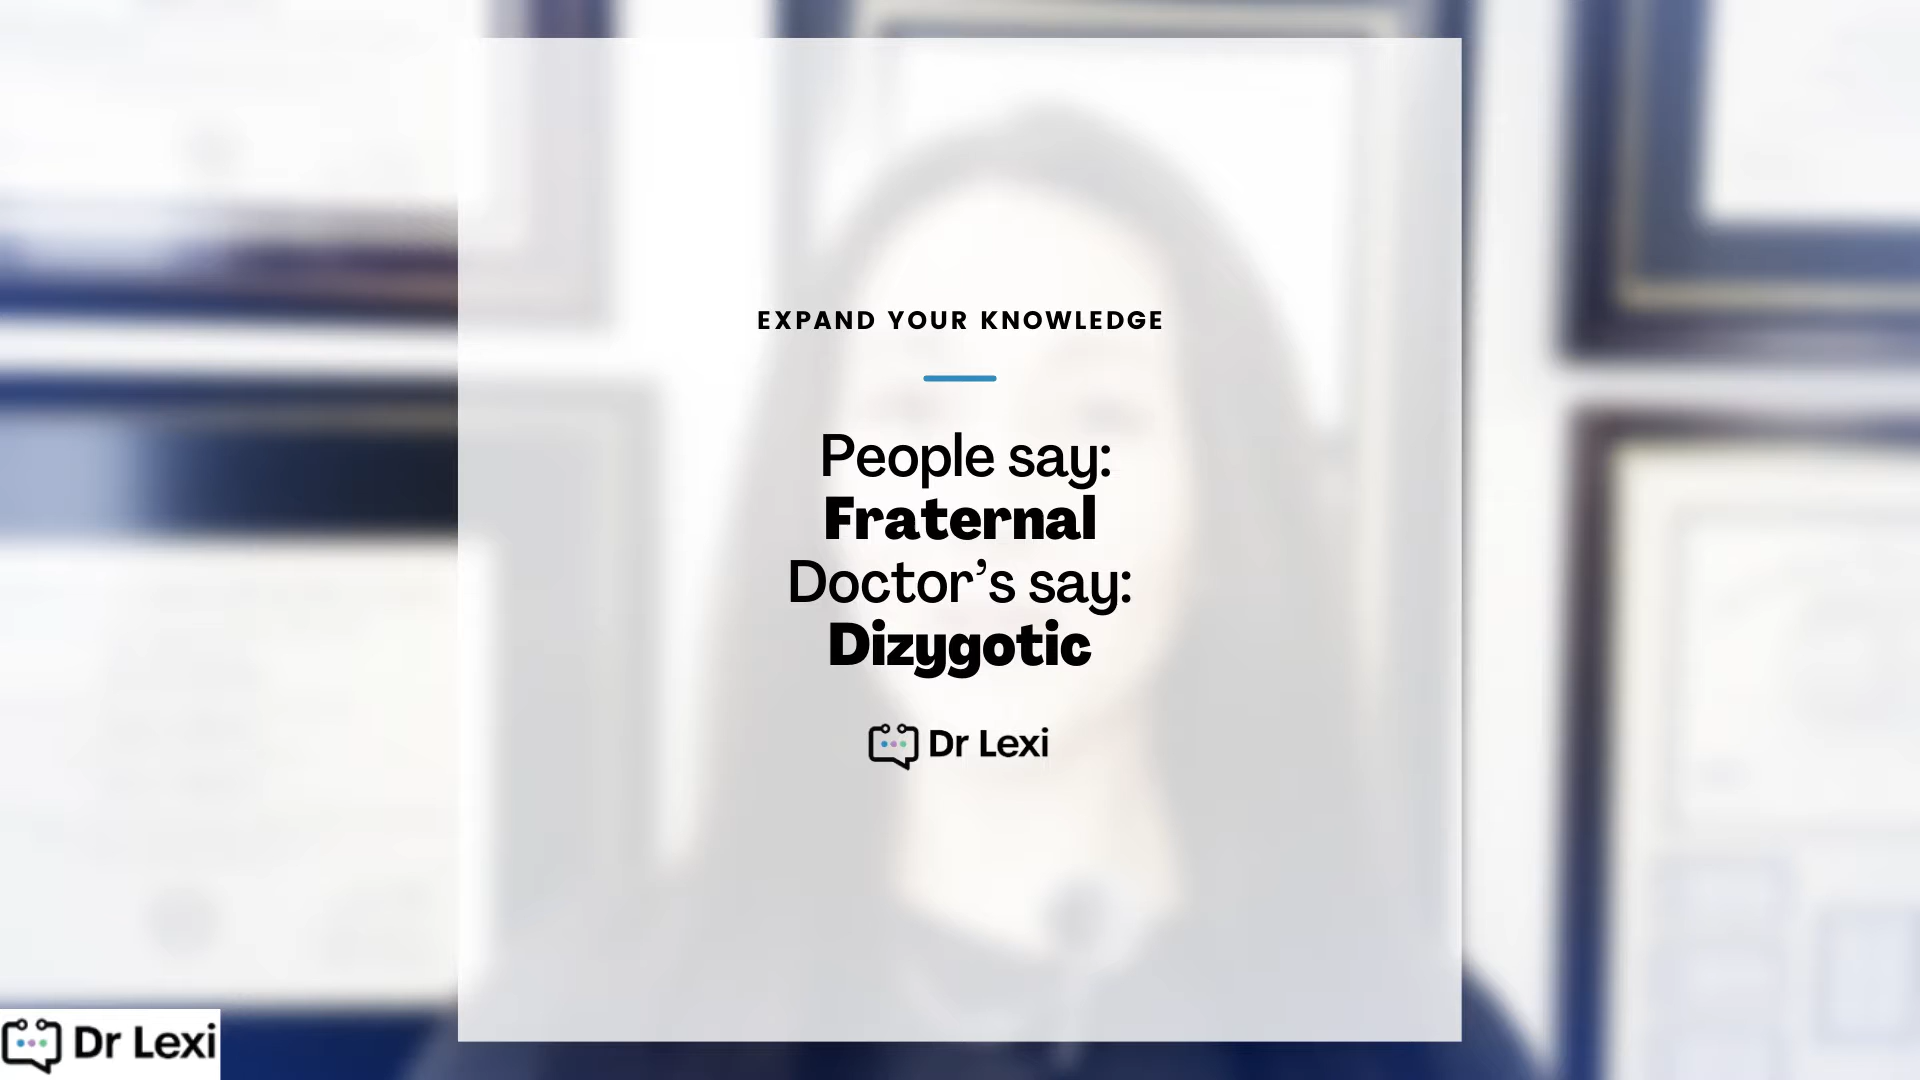 EXPAND YOUR KNOWLEDGE
People say:
Fraternal
Doctor’s say:
Dizygotic
Dr Lexi
Dr Lexi